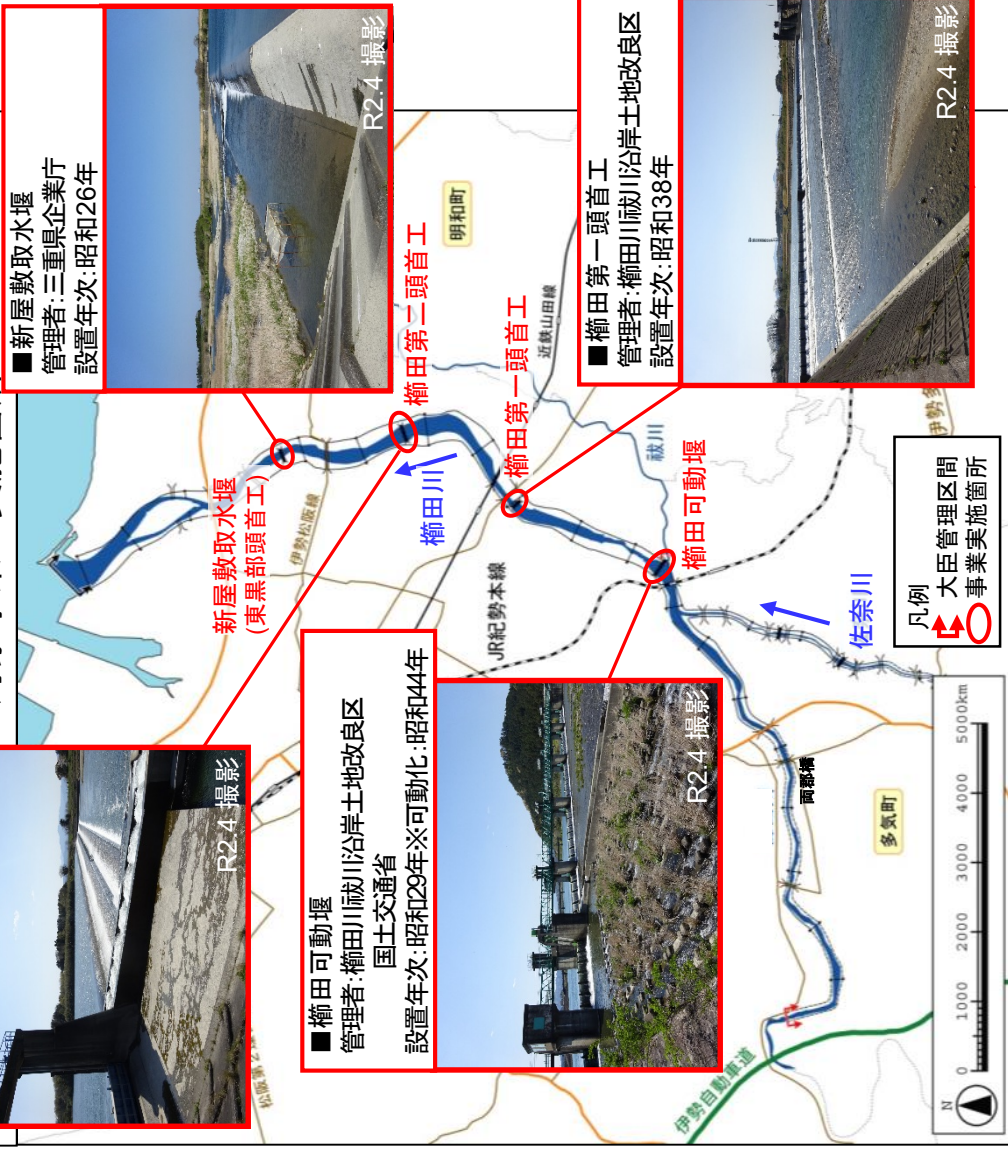 ■新屋敷取水堰
管理者:三重県企業庁
設置年次:昭和26年
R2.4 撮影
■櫛田第一頭首工
管理者:櫛田川祓川沿岸土地改良区
設置年次:昭和38年
R2.4 撮影
R2.4 撮影
■櫛田可動堰
管理者:櫛田川祓川沿岸土地改良区
国土交通省
設置年次:昭和29年※可動化:昭和44年
R2.4 撮影
新屋敷取水堰
(東黒部頭首工)
櫛田第二頭首工
櫛田第一頭首工
櫛田可動堰
櫛田川
佐奈川
祓川
明和町
多気町
両郡橋
伊勢松阪線
近鉄山田線
JR紀勢本線
伊勢自動車道
凡例
大臣管理区間
事業実施箇所
N
0 1000 2000 3000 4000 5000km